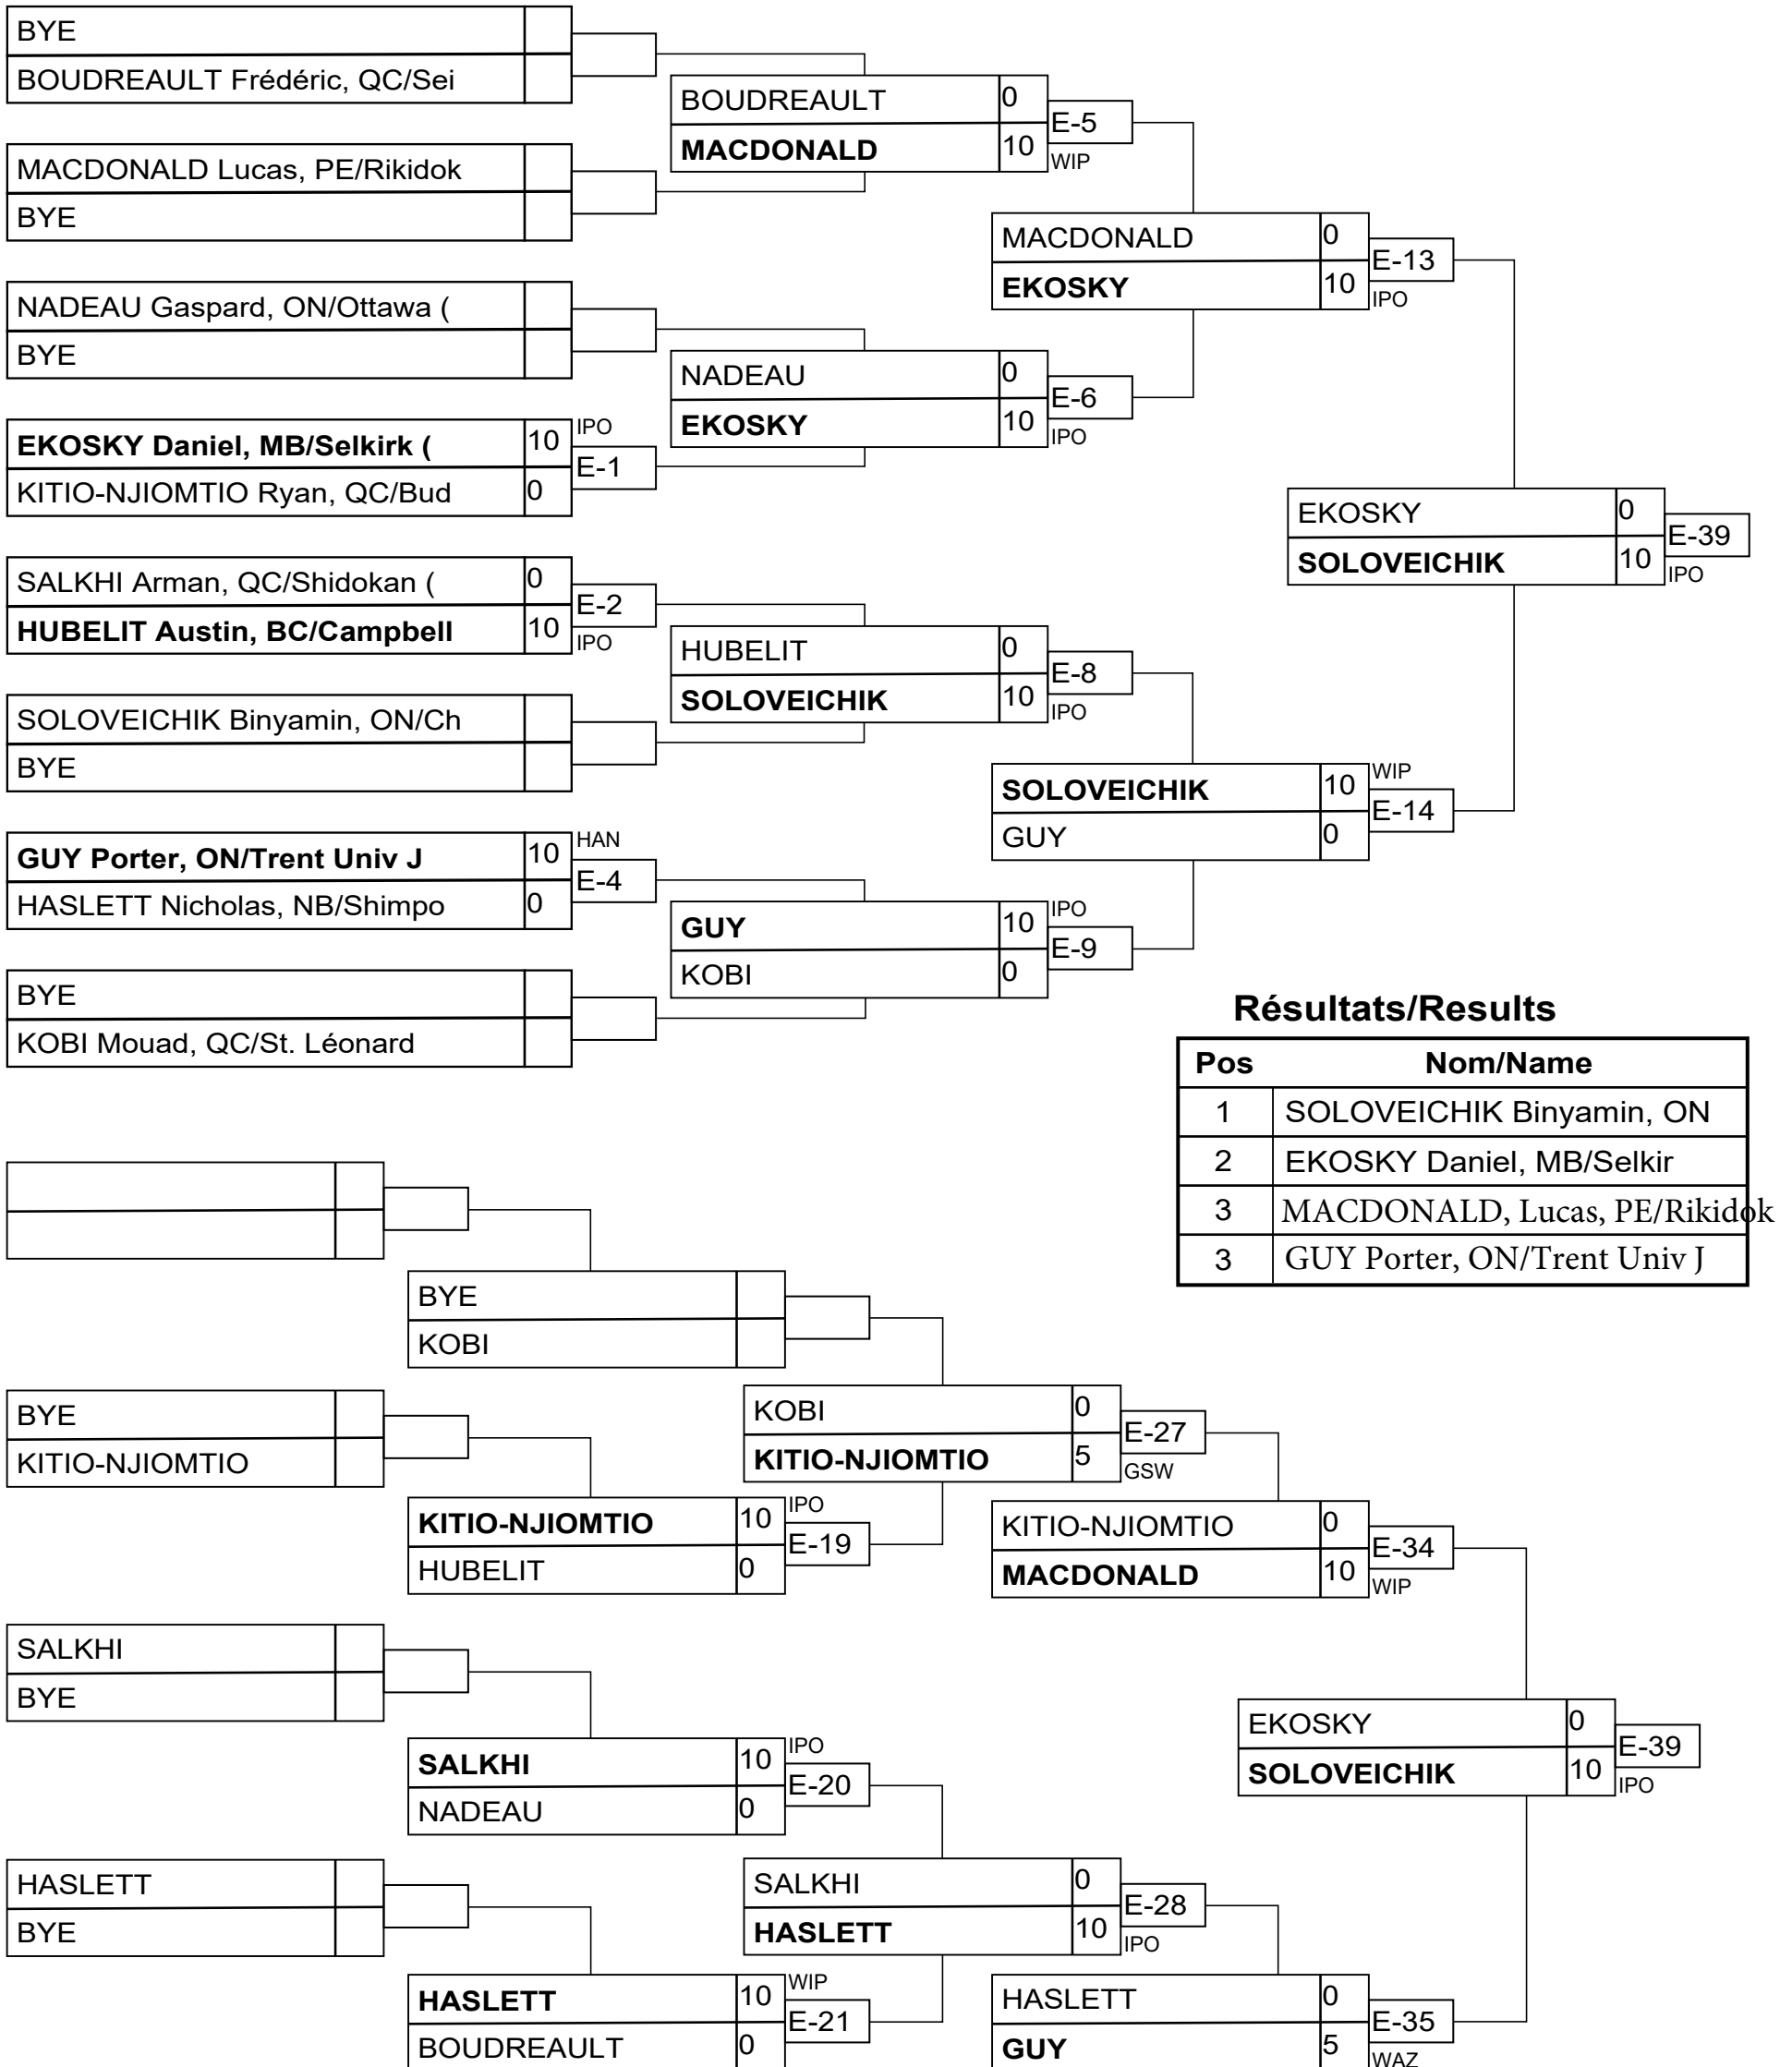 BYE
BOUDREAULT Frédéric, QC/Sei
MACDONALD Lucas, PE/Rikidok
BYE
NADEAU Gaspard, ON/Ottawa (
BYE
EKOSKY Daniel, MB/Selkirk ( 10 IPO
E-1
KITIO-NJIOMTIO Ryan, QC/Bud 0
SALKHI Arman, QC/Shidokan ( 0
E-2
HUBELIT Austin, BC/Campbell 10 IPO
SOLOVEICHIK Binyamin, ON/Ch
BYE
GUY Porter, ON/Trent Univ J 10 HAN
E-4
HASLETT Nicholas, NB/Shimpo 0
BYE
KOBI Mouad, QC/St. Léonard
BOUDREAULT 0
E-5
MACDONALD 10 WIP
NADEAU 0
E-6
EKOSKY 10 IPO
HUBELIT 0
E-8
SOLOVEICHIK 10 IPO
GUY 10 IPO
E-9
KOBI 0
MACDONALD 0
E-13
EKOSKY 10 IPO
SOLOVEICHIK 10 WIP
E-14
GUY 0
EKOSKY 0
E-39
SOLOVEICHIK 10 IPO
Résultats/Results
Pos Nom/Name
1 SOLOVEICHIK Binyamin, ON
2 EKOSKY Daniel, MB/Selkir
3 MACDONALD, Lucas, PE/Rikidok
3 GUY Porter, ON/Trent Univ J
BYE
KITIO-NJIOMTIO
SALKHI
BYE
HASLETT
BYE
BYE
KOBI
KITIO-NJIOMTIO 10 IPO
E-19
HUBELIT 0
SALKHI 10 IPO
E-20
NADEAU 0
HASLETT 10 WIP
E-21
BOUDREAULT 0
KOBI 0
E-27
KITIO-NJIOMTIO 5 GSW
SALKHI 0
E-28
HASLETT 10 IPO
KITIO-NJIOMTIO 0
E-34
MACDONALD 10 WIP
HASLETT 0
E-35
GUY 5 WAZ
EKOSKY 0
E-39
SOLOVEICHIK 10 IPO